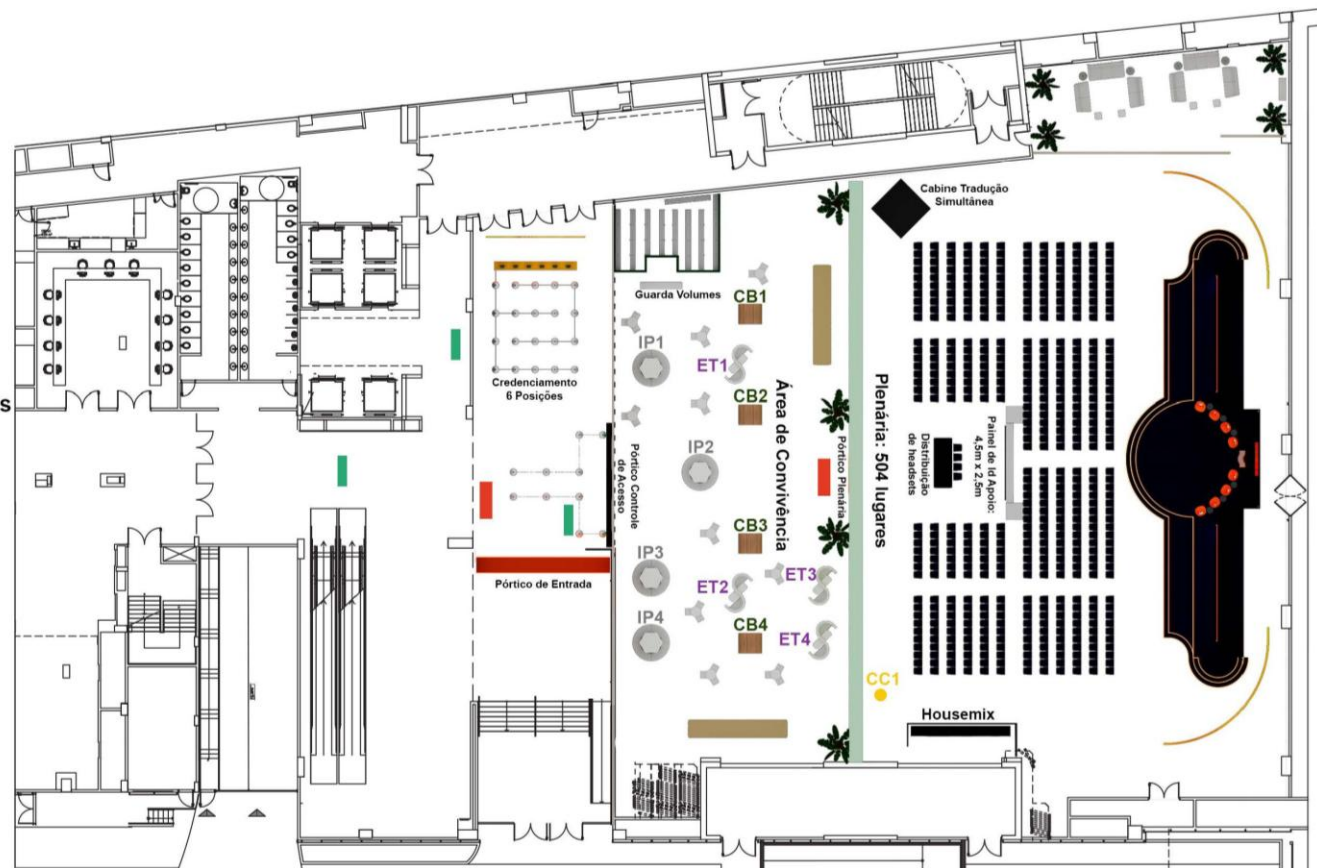 Cabine Tradução
Simultânea
Guarda Volumes
CB1
IP1
ET1
Credenciamento
6 Posições
CB2
S
Área de Convivência
Plenária: 504 lugares
Pórtico Plenária
Painel de Id Apoio:
4,5m x 2,5m
Distribuição
de headsets
IP2
Pórtico Controle
de Acesso
CB3
IP3
ET2
ET3
Pórtico de Entrada
IP4
CB4
ET4
CC1
Housemix